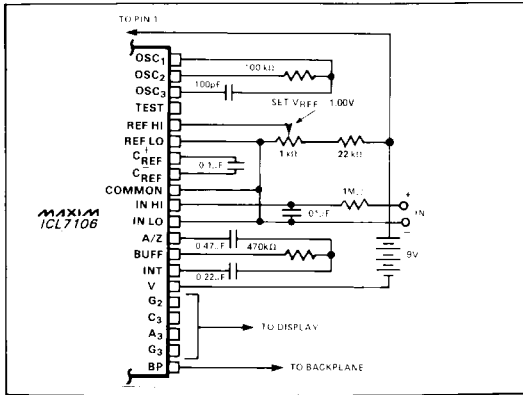 TO PIN 1
OSC1
OSC2
OSC3
TEST
REF HI
REF LO
C+REF
C-REF
COMMON
IN HI
IN LO
A/Z
BUFF
INT
V
G2
C3
A3
G3
BP
MAXIM
ICL7106
100 kΩ
100pf
SET VREF 1.00V
1 kΩ
22 kΩ
0.1µF
1MΩ
.01µF
+
IN
−
0.47µF
470kΩ
0.22µF
9V
TO DISPLAY
TO BACKPLANE